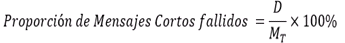 Proporción de Mensajes Cortos fallidos = D / M_T × 100%